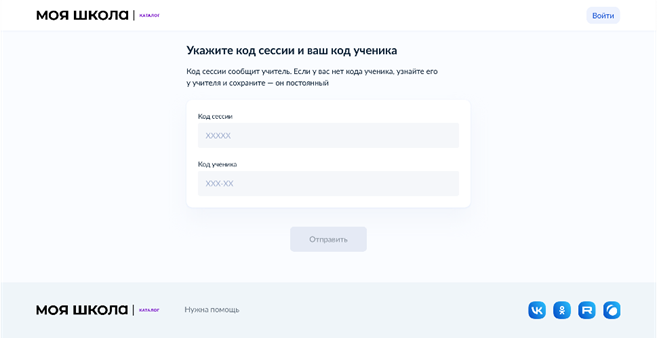 МОЯ ШКОЛА | КАТАЛОГ
Войти
Укажите код сессии и ваш код ученика
Код сессии сообщит учитель. Если у вас нет кода ученика, узнайте его
у учителя и сохраните — он постоянный
Код сессии
XXXXX
Код ученика
XXX-XX
Отправить
МОЯ ШКОЛА | КАТАЛОГ
Нужна помощь